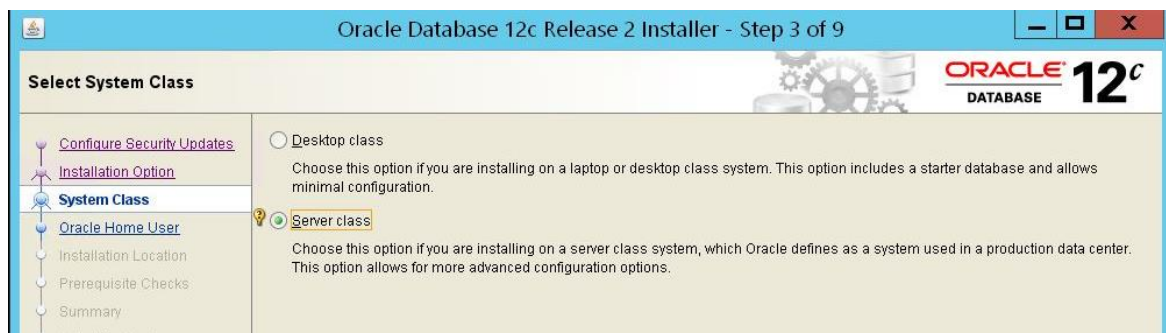 Oracle Database 12c Release 2 Installer - Step 3 of 9
Select System Class
ORACLE
DATABASE
12c
Configure Security Updates
Installation Option
System Class
Oracle Home User
Installation Location
Prerequisite Checks
Summary
Desktop class
Choose this option if you are installing on a laptop or desktop class system. This option includes a starter database and allows
minimal configuration.
Server class
Choose this option if you are installing on a server class system, which Oracle defines as a system used in a production data center.
This option allows for more advanced configuration options.